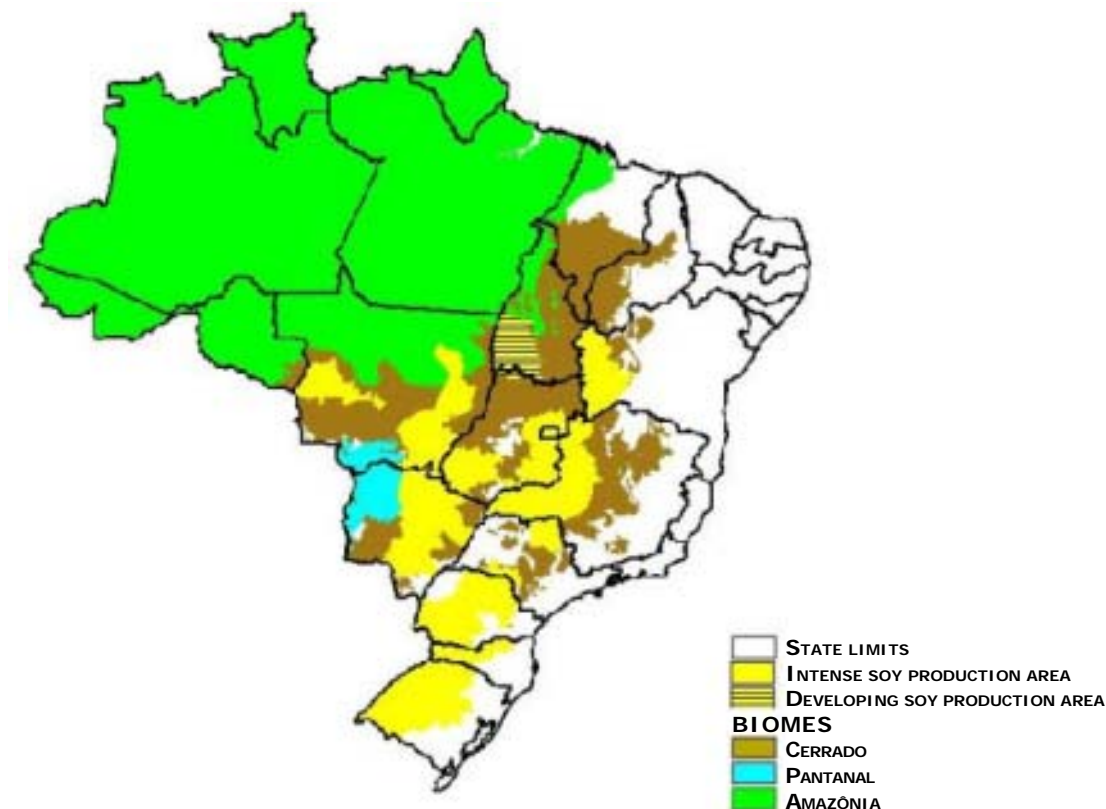 STATE LIMITS
INTENSE SOY PRODUCTION AREA
DEVELOPING SOY PRODUCTION AREA
BIOMES
CERRADO
PANTANAL
AMAZÔNIA